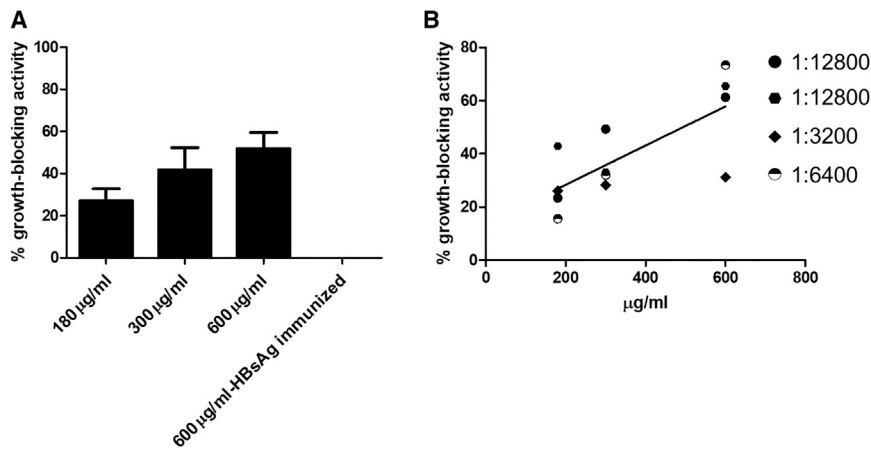 A
% growth-blocking activity
100
80
60
40
20
0
180 µg/ml
300 µg/ml
600 µg/ml
600 µg/ml-HBsAg immunized
B
% growth-blocking activity
80
60
40
20
0
0
200
400
600
800
µg/ml
1:12800
1:12800
1:3200
1:6400